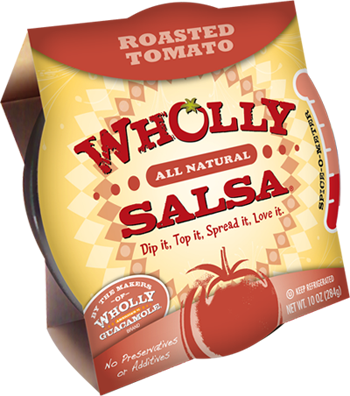 ROASTED
TOMATO
WHOLLY
ALL NATURAL
SALSA
Dip it, Top it, Spread it, Love it.
SPICE-O-METER
BY THE MAKERS
-OF-
WHOLLY
GUACAMOLE
No Preservatives
or Additives
KEEP REFRIGERATED
NET WT. 10 OZ (284g)